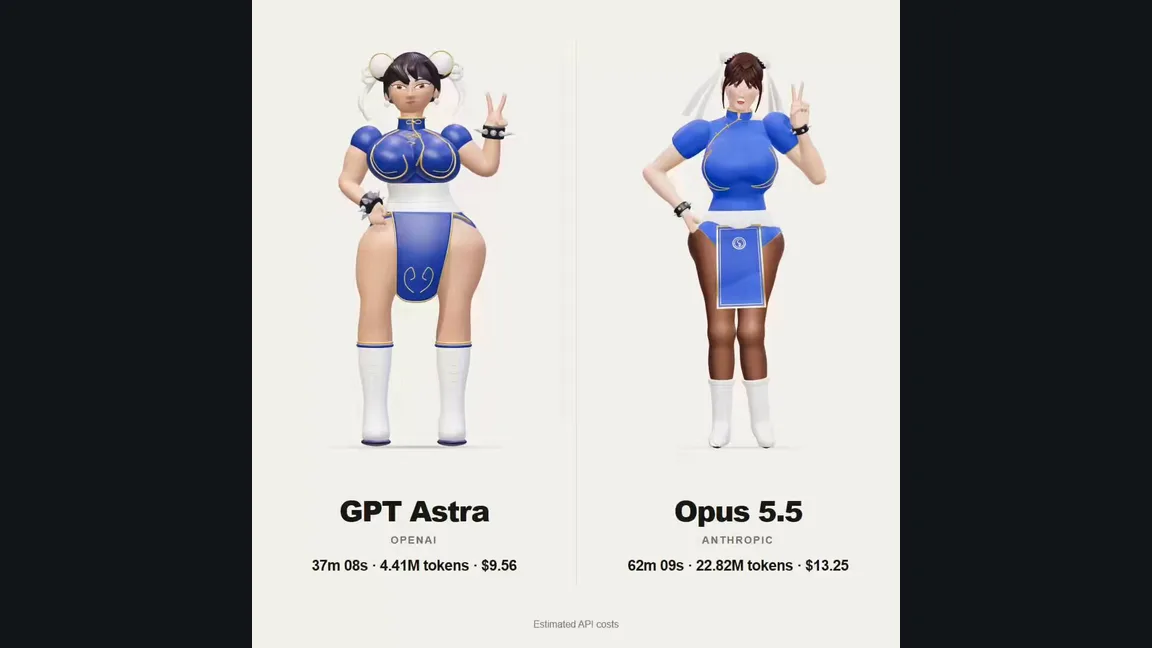 GPT Astra
OPENAI
37m 08s · 4.41M tokens · $9.56
Opus 5.5
ANTHROPIC
62m 09s · 22.82M tokens · $13.25
Estimated API costs